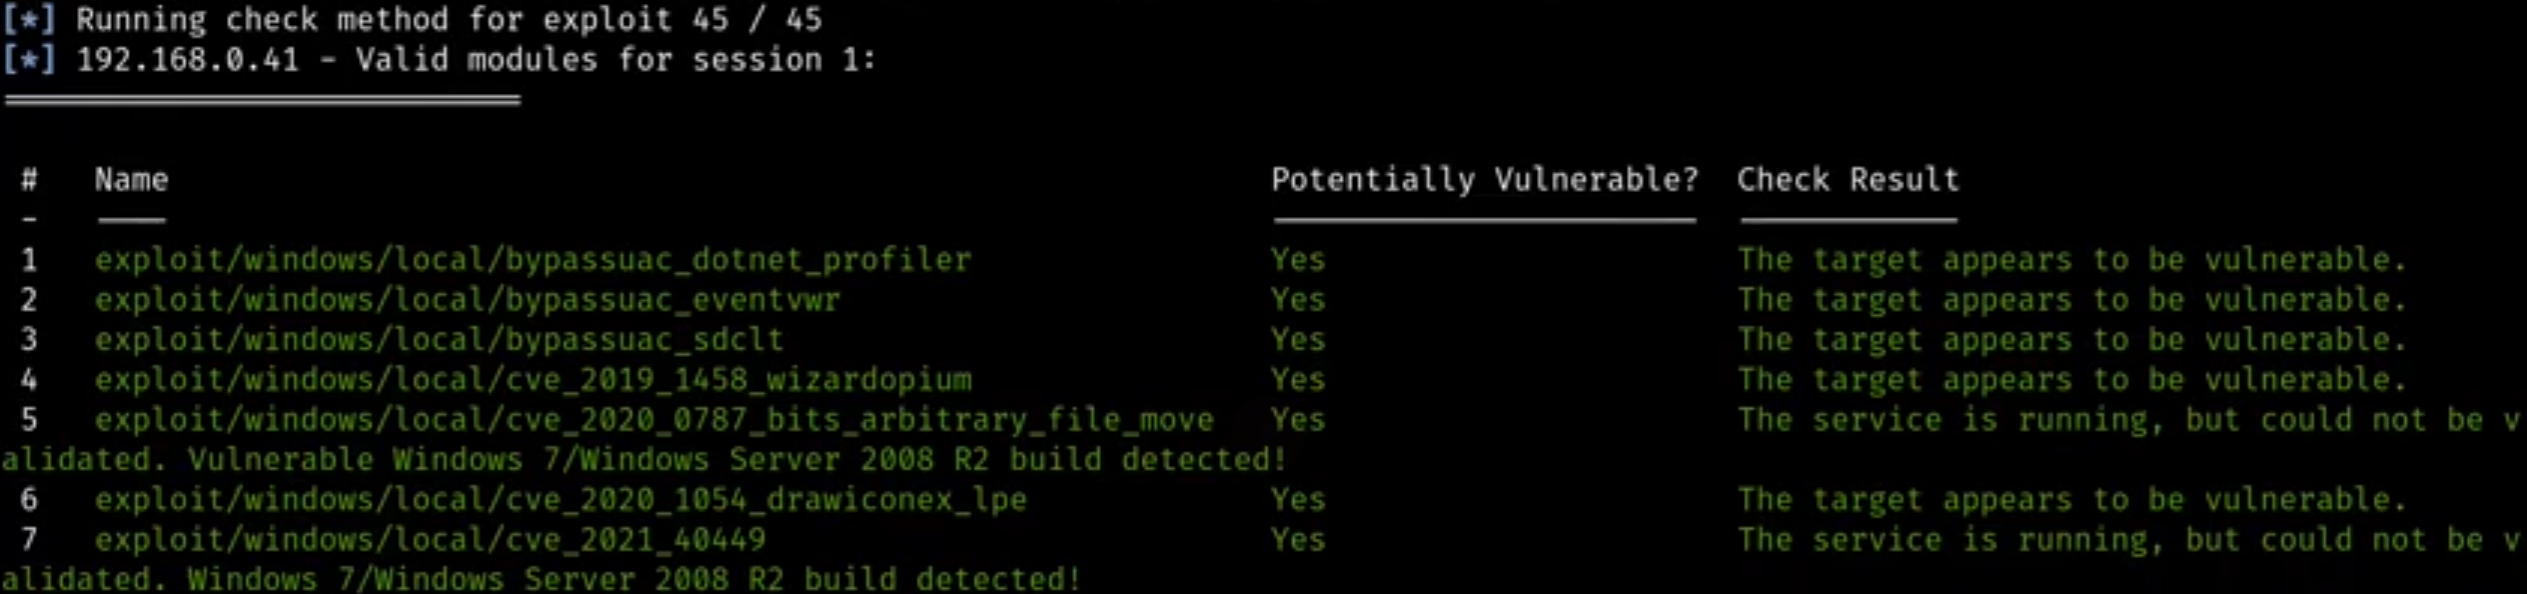 [*] Running check method for exploit 45 / 45
[*] 192.168.0.41 - Valid modules for session 1:
# Name Potentially Vulnerable? Check Result
- 
1 exploit/windows/local/bypassuac_dotnet_profiler Yes The target appears to be vulnerable.
2 exploit/windows/local/bypassuac_eventvwr Yes The target appears to be vulnerable.
3 exploit/windows/local/bypassuac_sdclt Yes The target appears to be vulnerable.
4 exploit/windows/local/cve_2019_1458_wizardopium Yes The target appears to be vulnerable.
5 exploit/windows/local/cve_2020_0787_bits_arbitrary_file_move Yes The service is running, but could not be v
alidated. Vulnerable Windows 7/Windows Server 2008 R2 build detected!
6 exploit/windows/local/cve_2020_1054_drawiconex_lpe Yes The target appears to be vulnerable.
7 exploit/windows/local/cve_2021_40449 Yes The service is running, but could not be v
alidated. Windows 7/Windows Server 2008 R2 build detected!